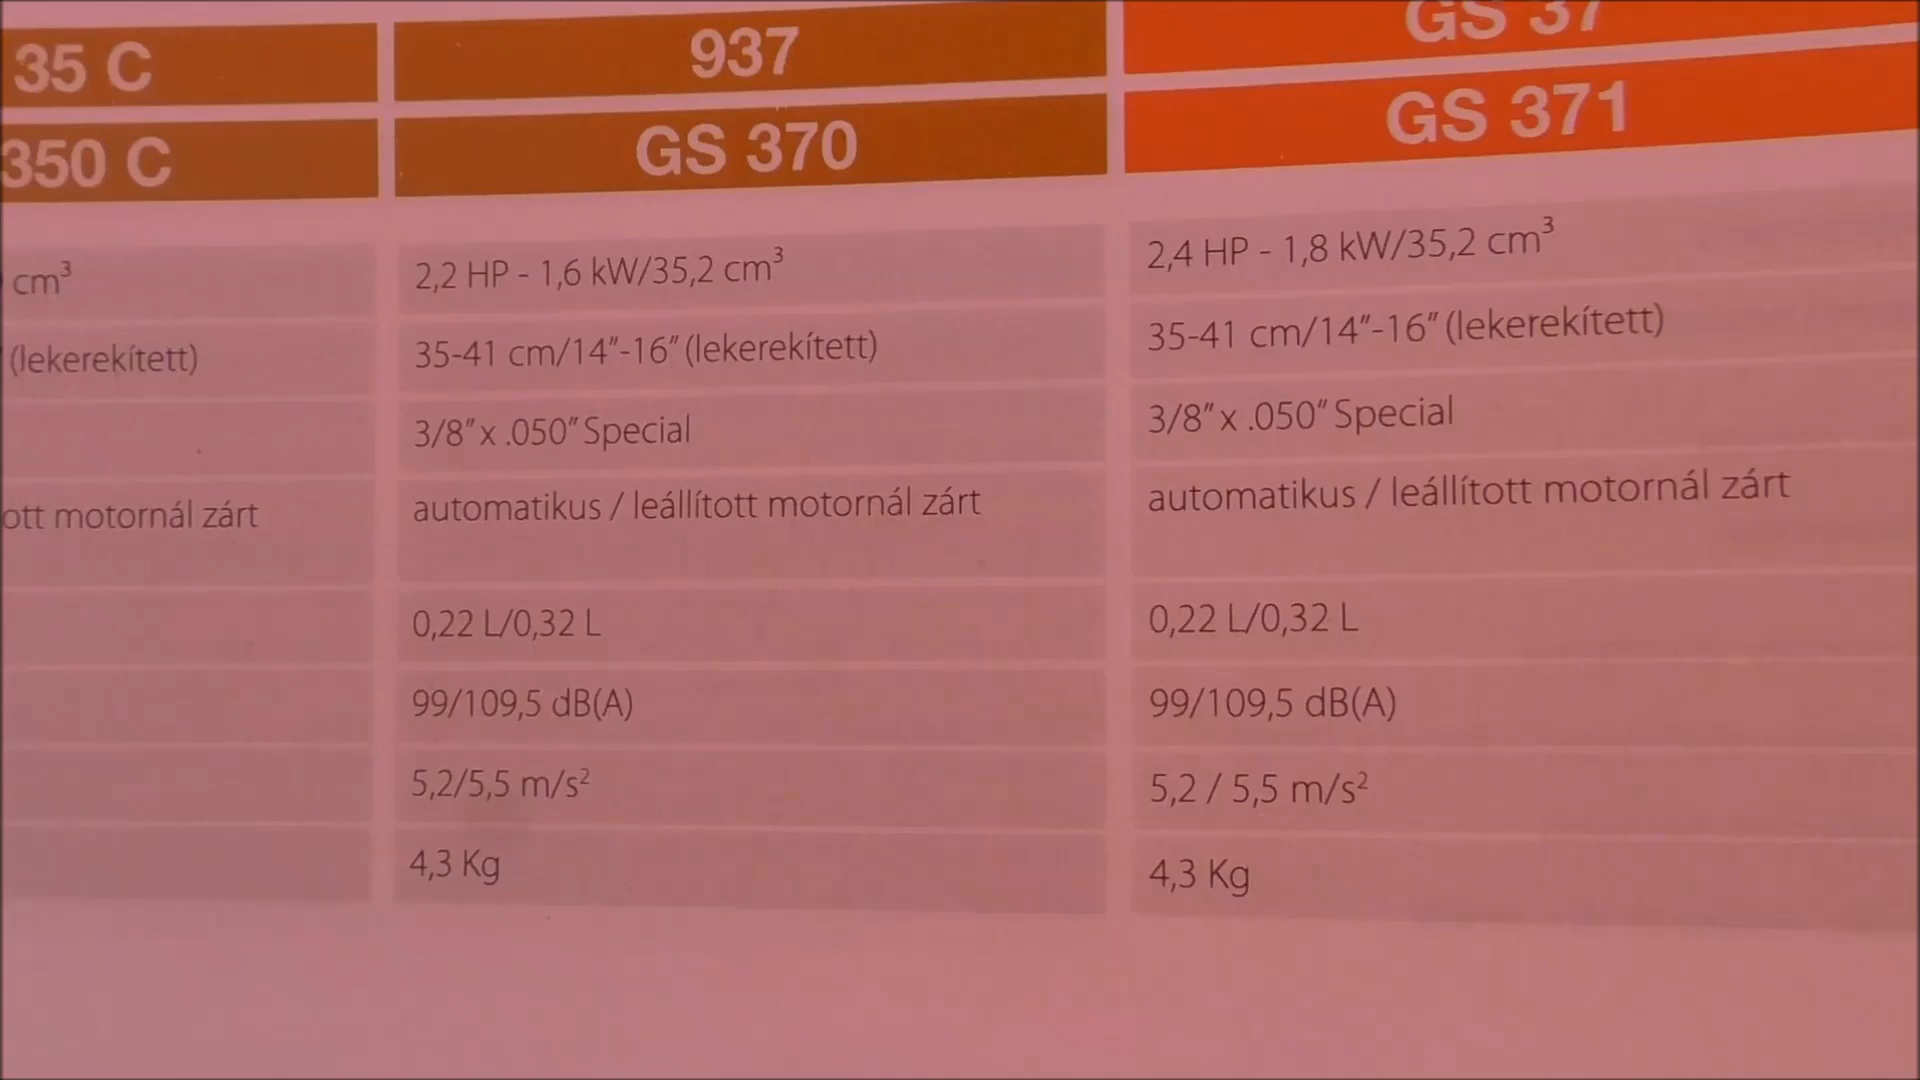 35 C 937 GS 37
350 C GS 370 GS 371
cm³ 2,2 HP - 1,6 kW/35,2 cm³ 2,4 HP - 1,8 kW/35,2 cm³
(lekerekített) 35-41 cm/14”-16” (lekerekített) 35-41 cm/14”-16” (lekerekített)
3/8” x .050” Special 3/8” x .050” Special
ott motornál zárt automatikus / leállított motornál zárt automatikus / leállított motornál zárt
0,22 L/0,32 L 0,22 L/0,32 L
99/109,5 dB(A) 99/109,5 dB(A)
5,2/5,5 m/s² 5,2 / 5,5 m/s²
4,3 Kg 4,3 Kg